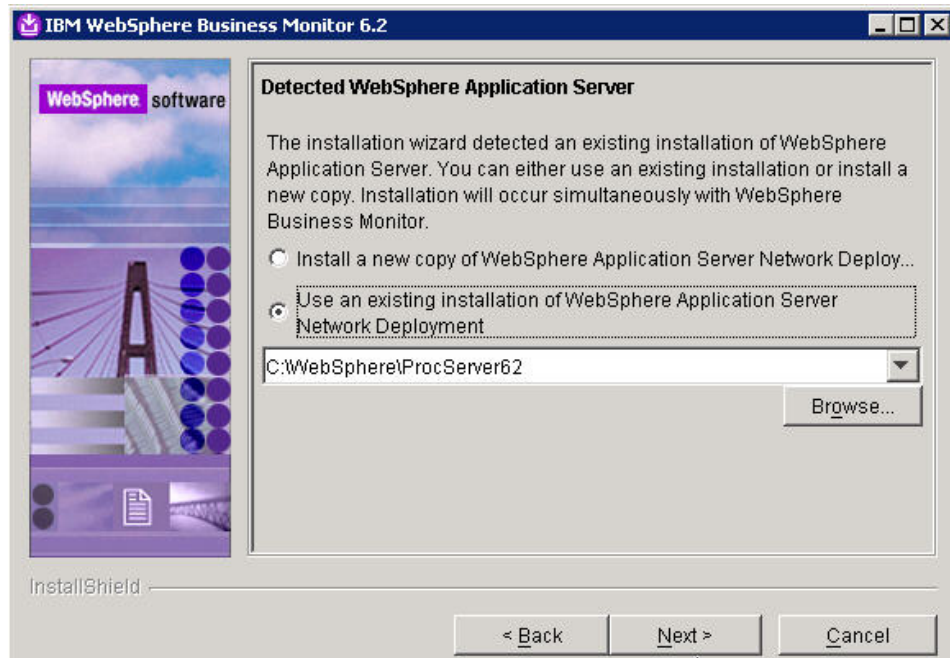 IBM WebSphere Business Monitor 6.2
WebSphere software
Detected WebSphere Application Server
The installation wizard detected an existing installation of WebSphere
Application Server. You can either use an existing installation or install a
new copy. Installation will occur simultaneously with WebSphere
Business Monitor.
Install a new copy of WebSphere Application Server Network Deploy...
Use an existing installation of WebSphere Application Server
Network Deployment
C:\WebSphere\ProcServer62
Browse...
InstallShield
< Back
Next >
Cancel